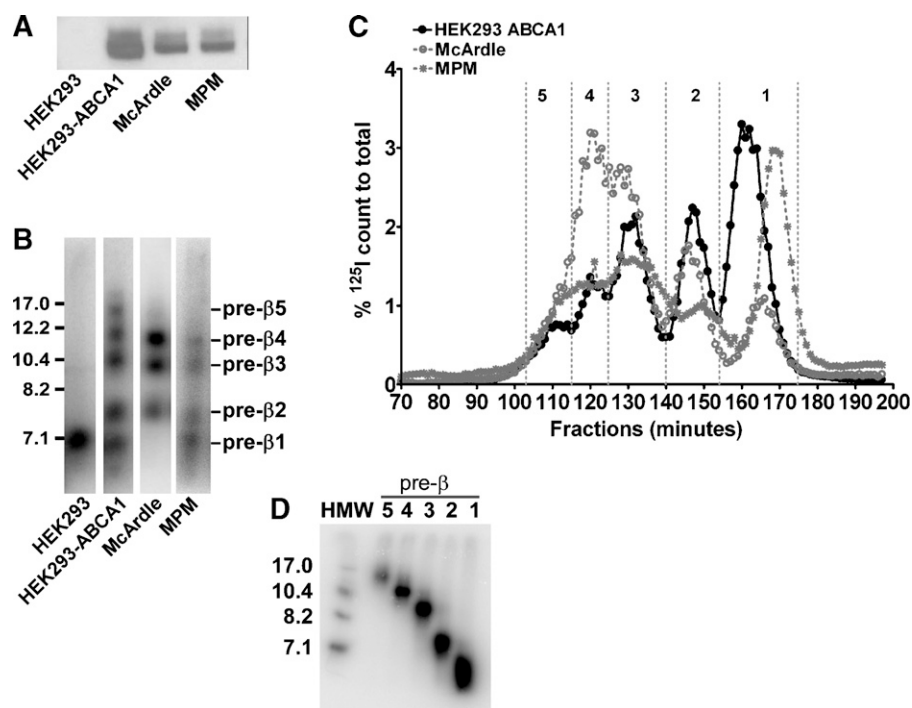 A
HEK293
HEK293-ABCA1
McArdle
MPM
B
17.0
12.2
10.4
8.2
7.1
pre-β5
pre-β4
pre-β3
pre-β2
pre-β1
HEK293
HEK293-ABCA1
McArdle
MPM
C
HEK293 ABCA1
McArdle
MPM
5 4 3 2 1
% 125I count to total
4
3
2
1
0
70 80 90 100 110 120 130 140 150 160 170 180 190 200
Fractions (minutes)
D
pre-β
HMW 5 4 3 2 1
17.0
10.4
8.2
7.1